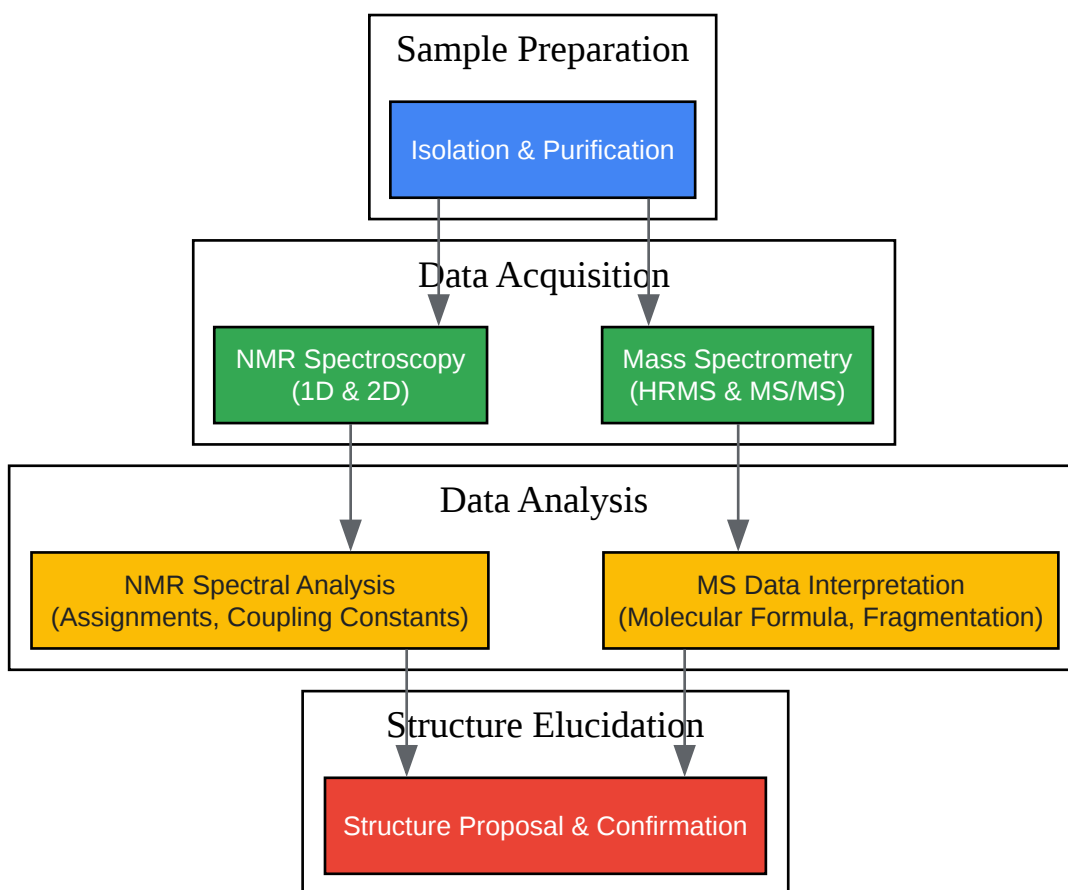 Sample Preparation
Isolation & Purification
Data Acquisition
NMR Spectroscopy
(1D & 2D)
Mass Spectrometry
(HRMS & MS/MS)
Data Analysis
NMR Spectral Analysis
(Assignments, Coupling Constants)
MS Data Interpretation
(Molecular Formula, Fragmentation)
Structure Elucidation
Structure Proposal & Confirmation